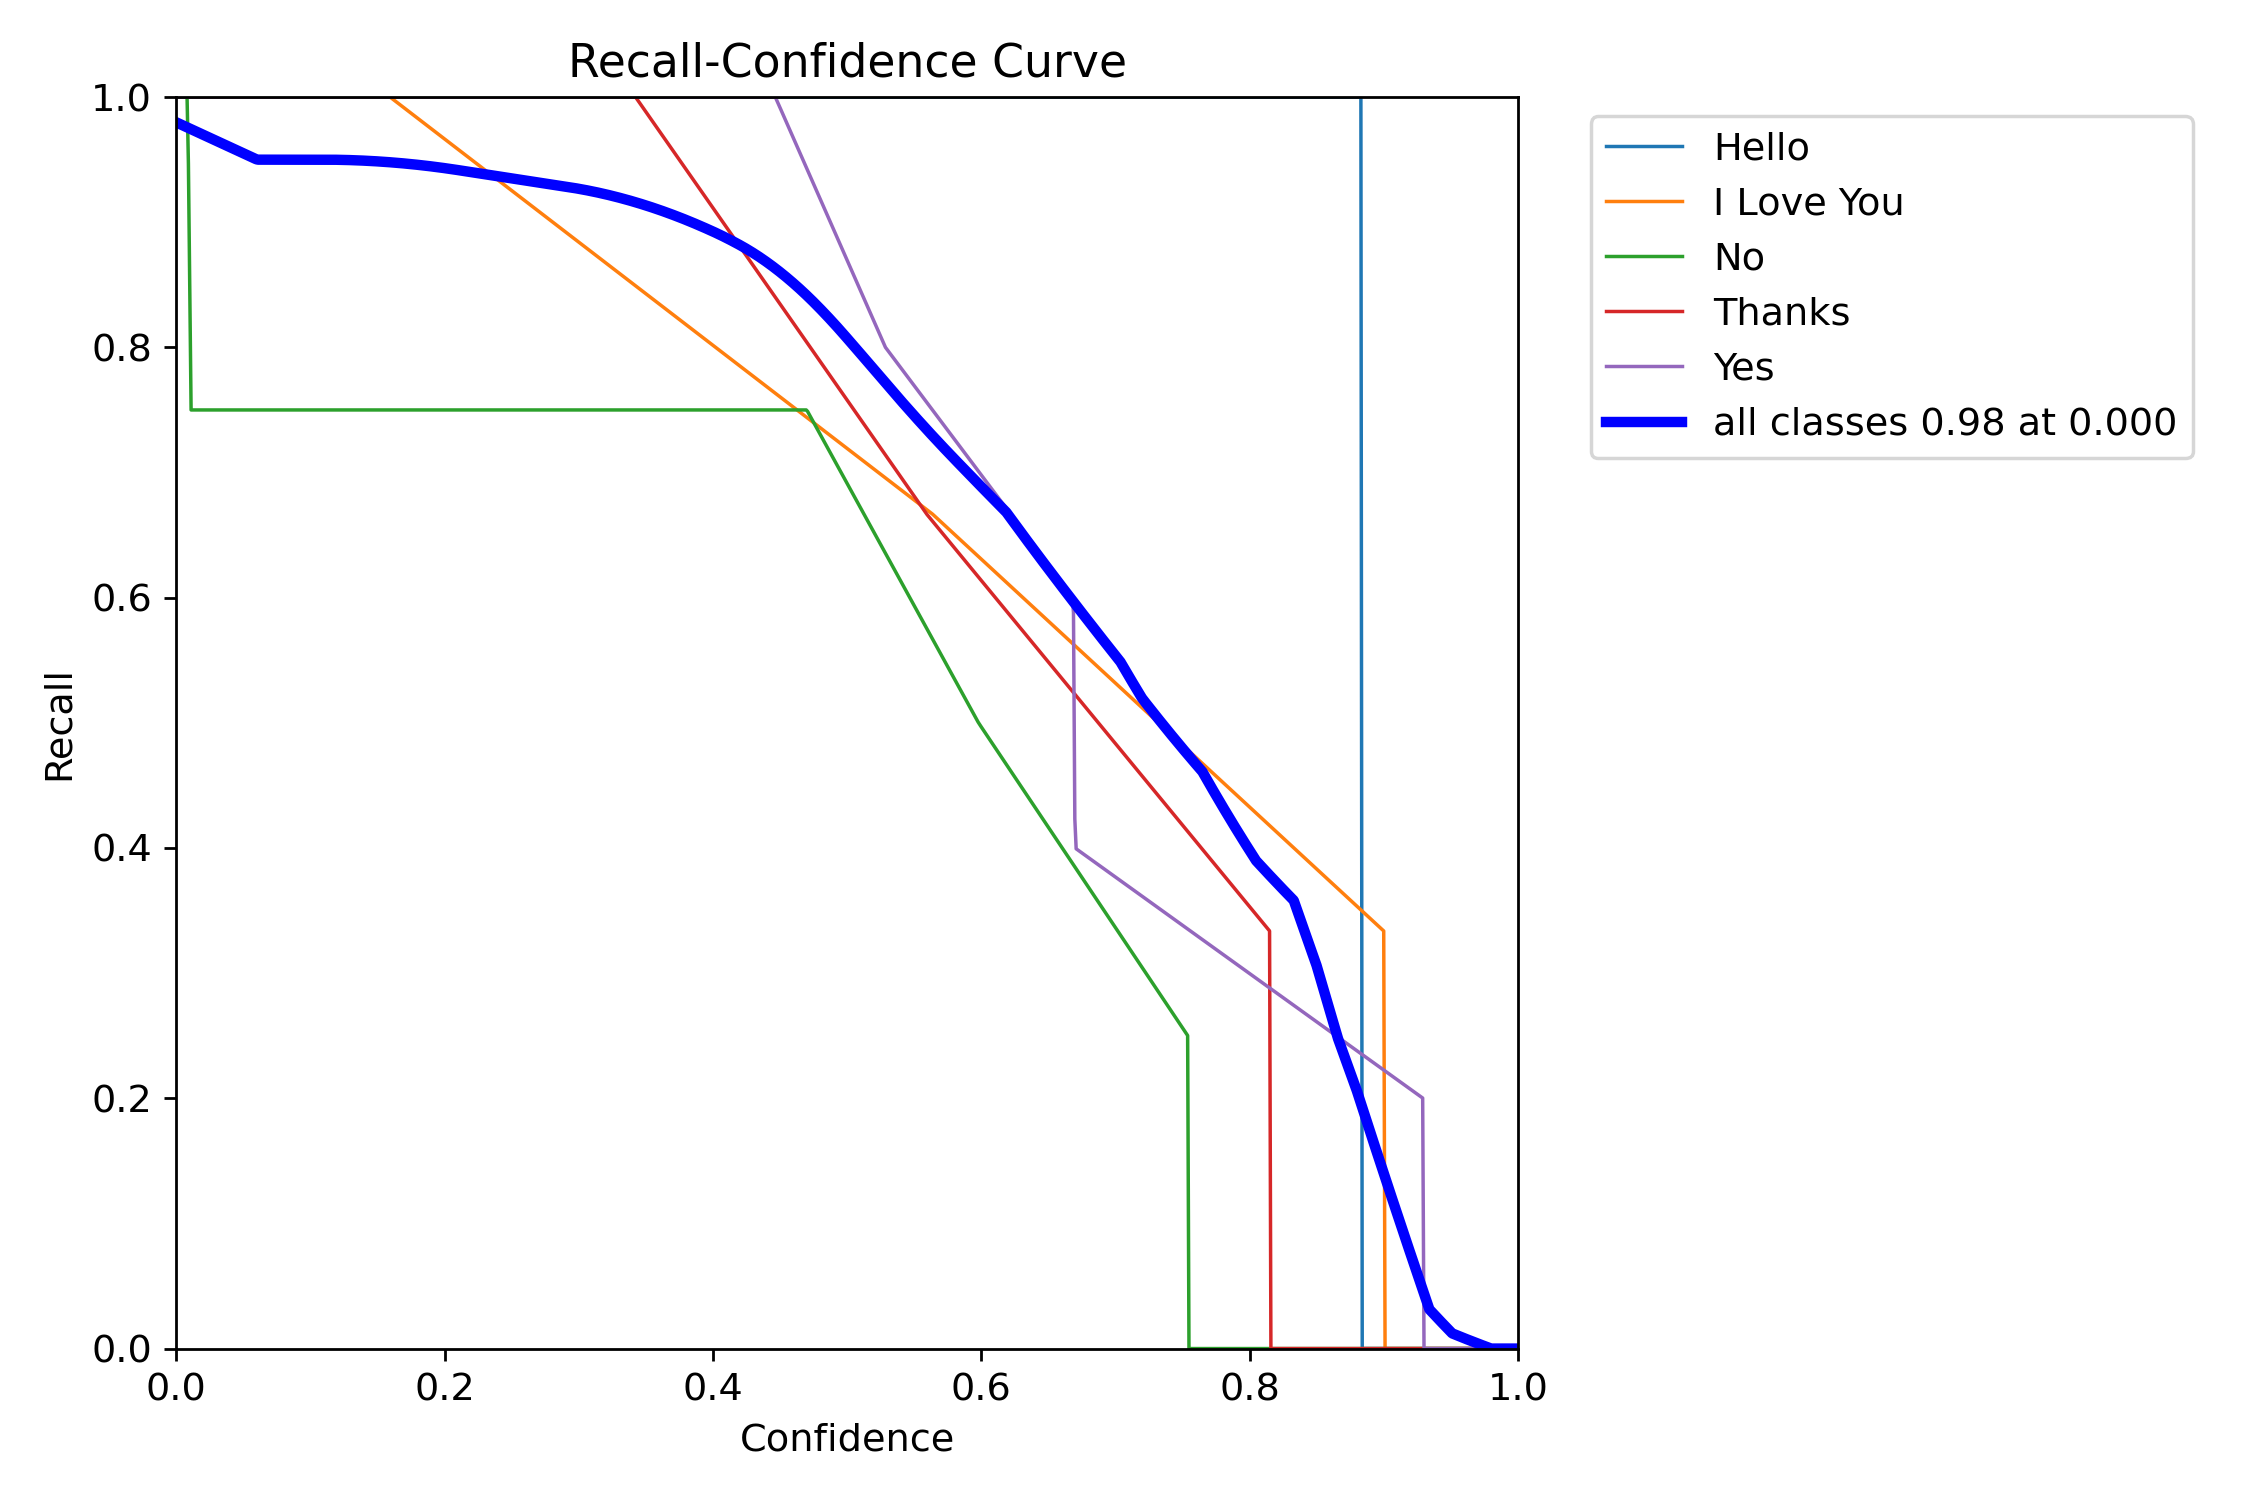 Recall-Confidence Curve
1.0
0.8
0.6
0.4
0.2
0.0
Recall
0.0 0.2 0.4 0.6 0.8 1.0
Confidence
Hello
I Love You
No
Thanks
Yes
all classes 0.98 at 0.000